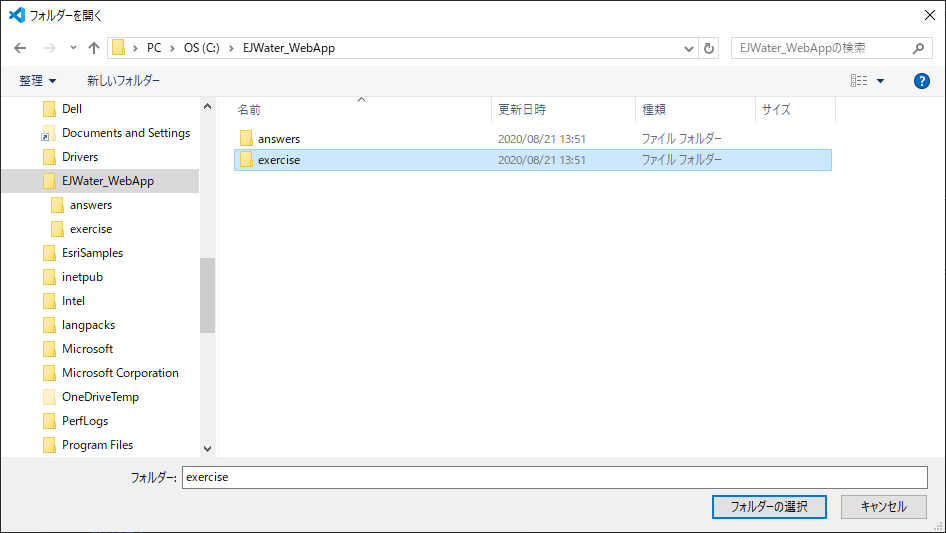 フォルダーを開く
PC > OS (C:) > EJWater_WebApp
EJWater_WebAppの検索
整理
新しいフォルダー
Dell
Documents and Settings
Drivers
EJWater_WebApp
answers
exercise
EsriSamples
inetpub
Intel
langpacks
Microsoft
Microsoft Corporation
OneDriveTemp
PerfLogs
Program Files
名前 更新日時 種類 サイズ
answers 2020/08/21 13:51 ファイル フォルダー
exercise 2020/08/21 13:51 ファイル フォルダー
フォルダー: exercise
フォルダーの選択 キャンセル